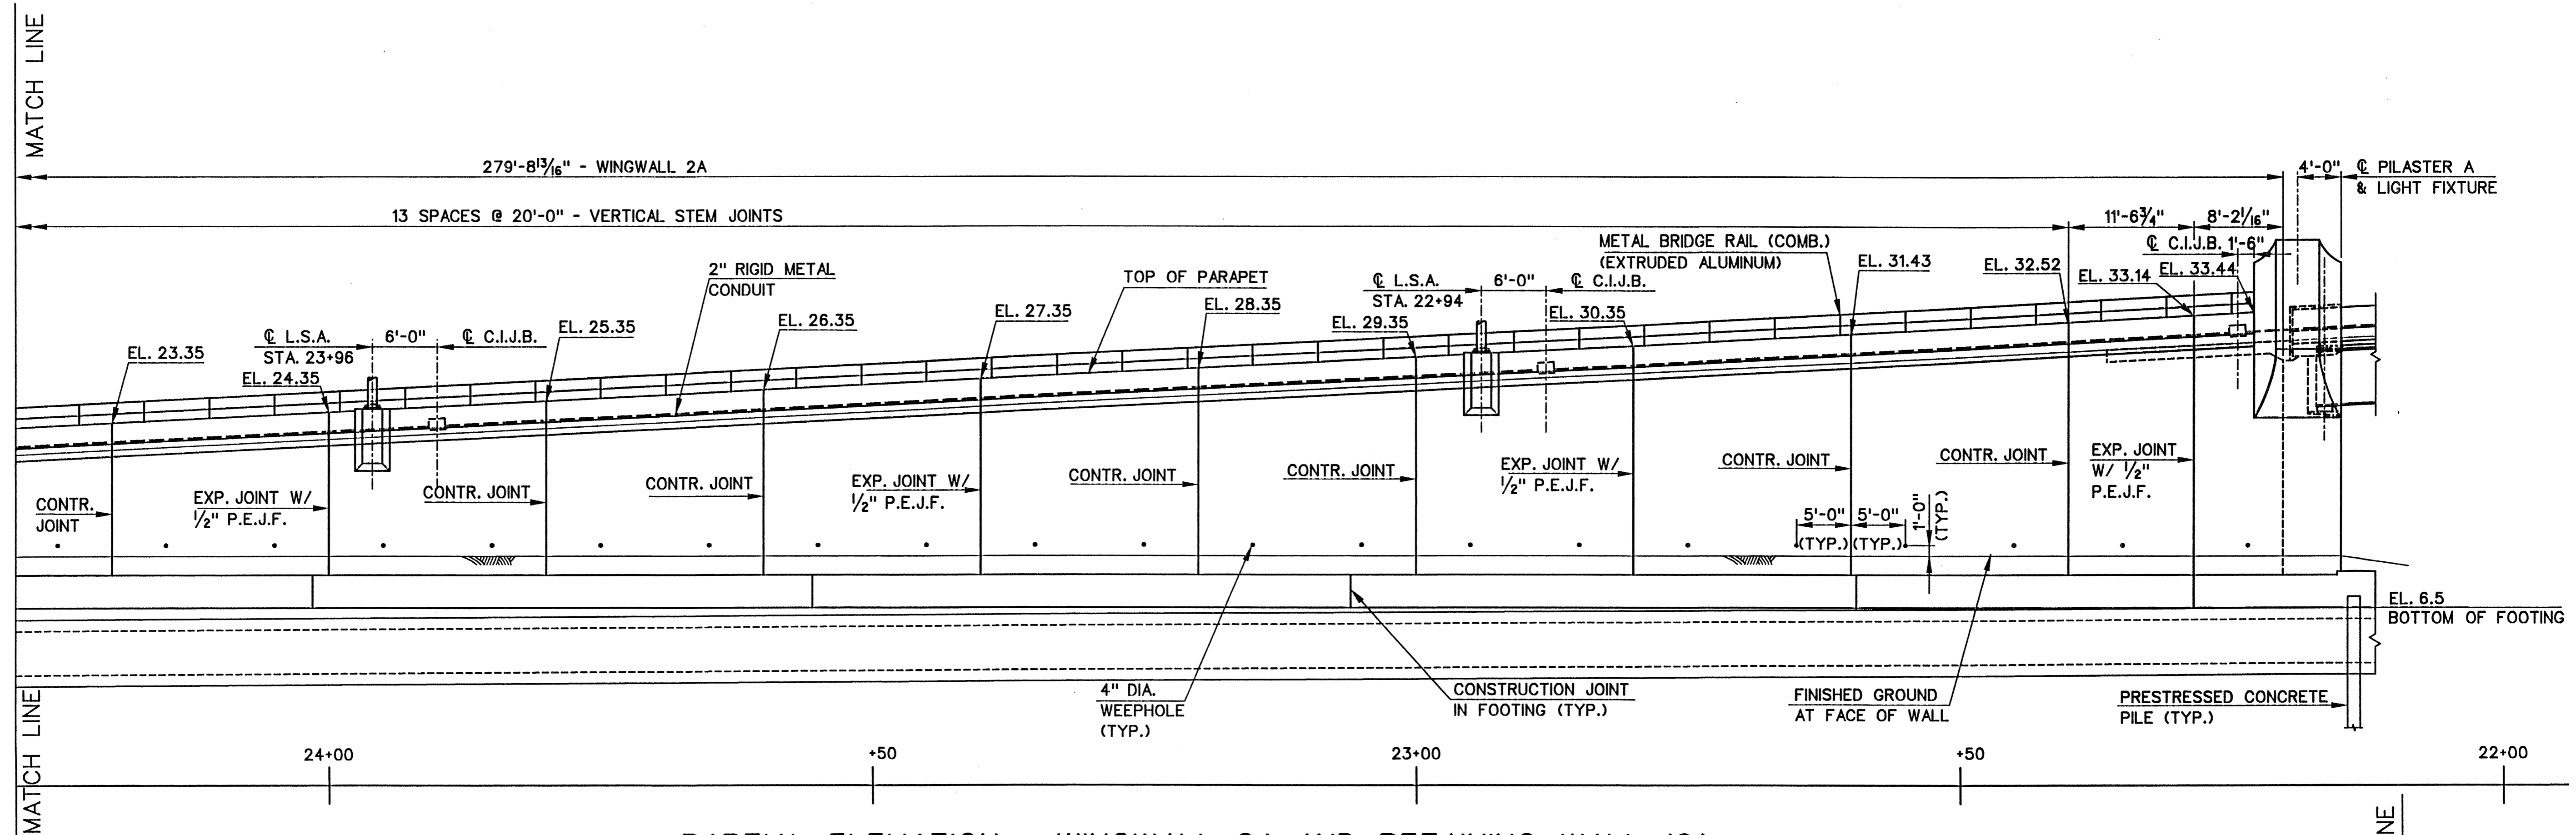 MATCH LINE
279'-8 13/16" - WINGWALL 2A
4'-0"
℄ PILASTER A
& LIGHT FIXTURE
13 SPACES @ 20'-0" - VERTICAL STEM JOINTS
11'-6 3/4"
8'-2 1/16"
℄ C.I.J.B. 1'-6"
METAL BRIDGE RAIL (COMB.)
(EXTRUDED ALUMINUM)
2" RIGID METAL
CONDUIT
TOP OF PARAPET
℄ L.S.A.
STA. 23+96
6'-0"
℄ C.I.J.B.
℄ L.S.A.
STA. 22+94
6'-0"
℄ C.I.J.B.
EL. 23.35
EL. 24.35
EL. 25.35
EL. 26.35
EL. 27.35
EL. 28.35
EL. 29.35
EL. 30.35
EL. 31.43
EL. 32.52
EL. 33.14
EL. 33.44
CONTR.
JOINT
EXP. JOINT W/
1/2" P.E.J.F.
CONTR. JOINT
CONTR. JOINT
EXP. JOINT W/
1/2" P.E.J.F.
CONTR. JOINT
CONTR. JOINT
EXP. JOINT W/
1/2" P.E.J.F.
CONTR. JOINT
CONTR. JOINT
EXP. JOINT
W/ 1/2"
P.E.J.F.
5'-0"
(TYP.)
5'-0"
(TYP.)
1'-0"
(TYP.)
EL. 6.5
BOTTOM OF FOOTING
4" DIA.
WEEPHOLE
(TYP.)
CONSTRUCTION JOINT
IN FOOTING (TYP.)
FINISHED GROUND
AT FACE OF WALL
PRESTRESSED CONCRETE
PILE (TYP.)
MATCH LINE
24+00
+50
23+00
+50
22+00